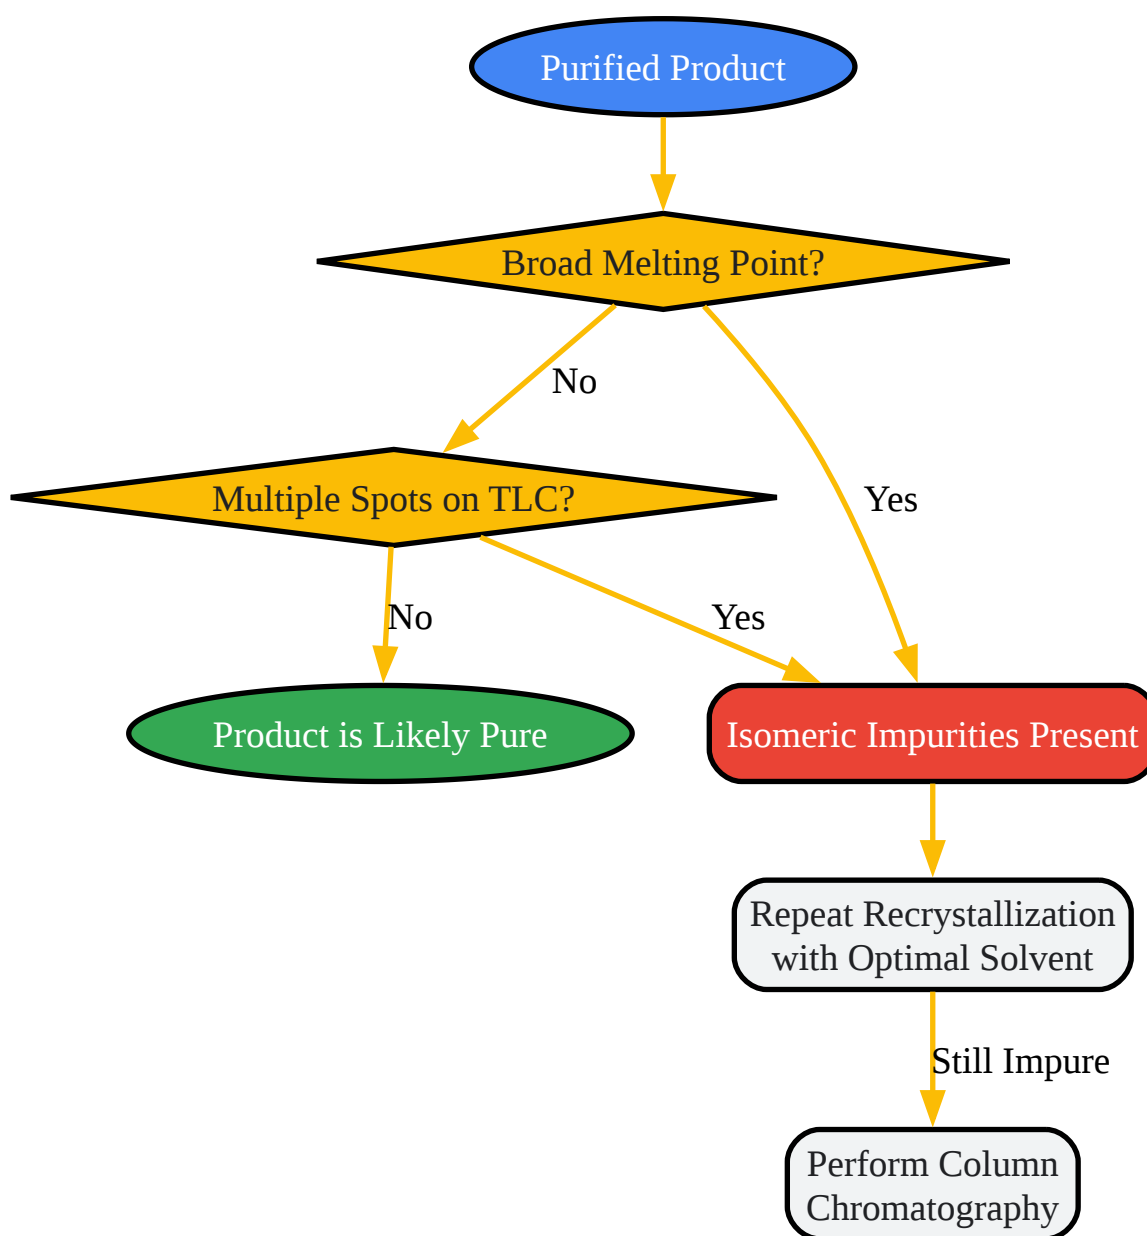 Purified Product
Broad Melting Point?
No
Multiple Spots on TLC?
Yes
No
Yes
Product is Likely Pure
Isomeric Impurities Present
Repeat Recrystallization
with Optimal Solvent
Still Impure
Perform Column
Chromatography